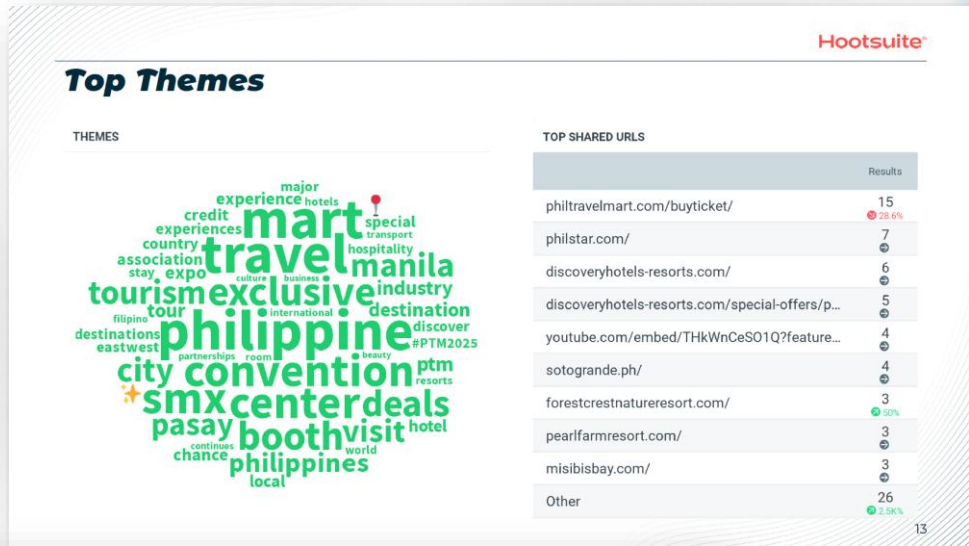 Hootsuite®
Top Themes
THEMES
major
experience hotels
credit mart special
experiences transport
country travel hospitality
association manila
stay expo culture business
tourism exclusive industry
tour international destination
filipino philippine discover
destinations #PTM2025
eastwest partnerships room beauty
city convention ptm
resorts
smx center deals
pasay booth visit hotel
continues world
chance philippines
local
TOP SHARED URLS
Results
philtravelmart.com/buyticket/ 15
28.6%
philstar.com/ 7
discoveryhotels-resorts.com/ 6
discoveryhotels-resorts.com/special-offers/p... 5
youtube.com/embed/THkWnCeSO1Q?feature... 4
sotogrande.ph/ 4
forestcrestnatureresort.com/ 3
50%
pearlfarmresort.com/ 3
misibisbay.com/ 3
Other 26
2.5K%
13